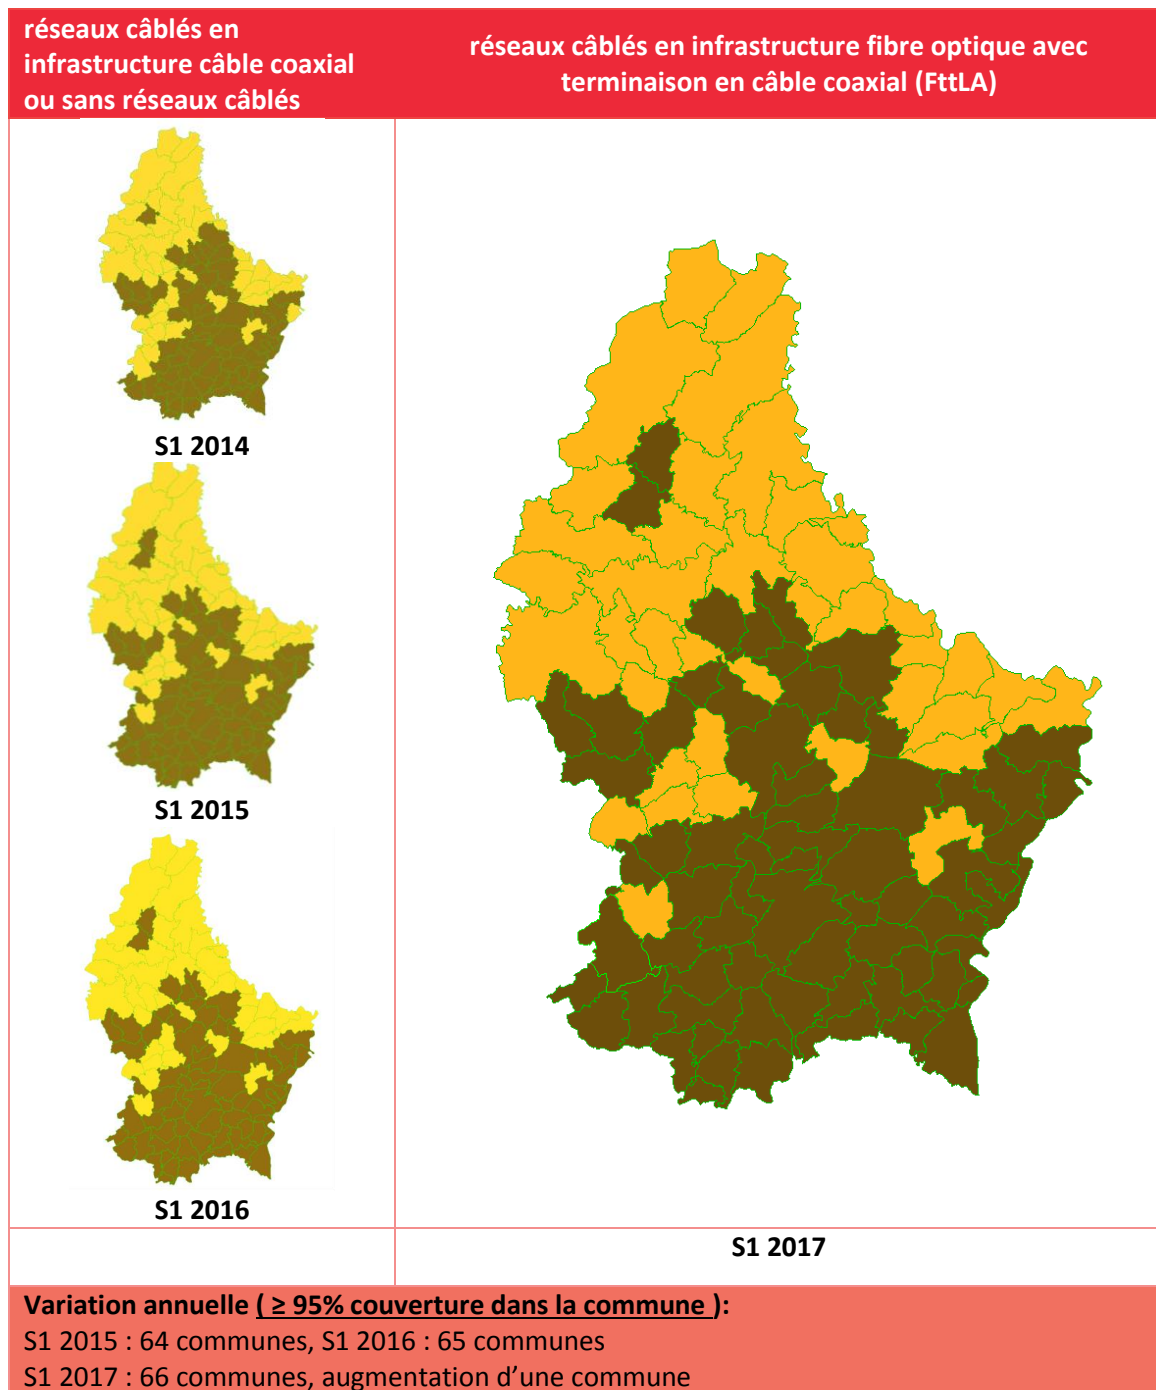 réseaux câblés en
infrastructure câble coaxial
ou sans réseaux câblés
réseaux câblés en infrastructure fibre optique avec
terminaison en câble coaxial (FttLA)
S1 2014
S1 2015
S1 2016
S1 2017
Variation annuelle ( ≥ 95% couverture dans la commune ):
S1 2015 : 64 communes, S1 2016 : 65 communes
S1 2017 : 66 communes, augmentation d’une commune